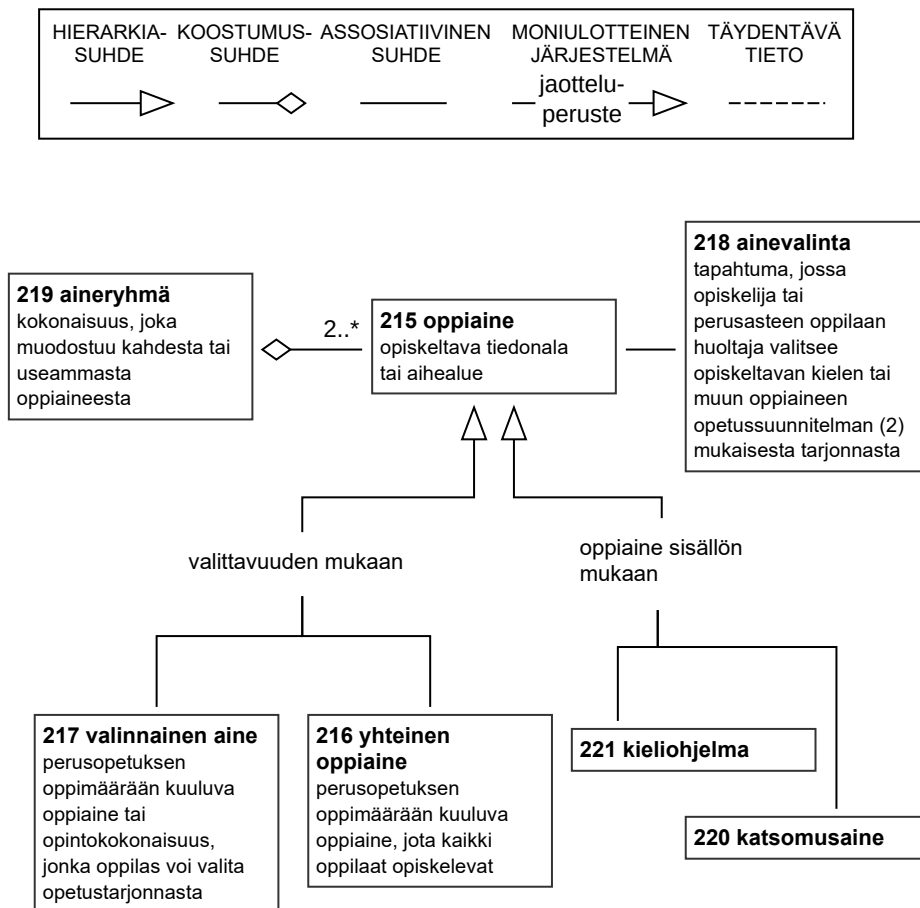 HIERARKIA-
SUHDE
KOOSTUMUS-
SUHDE
ASSOSIATIIVINEN
SUHDE
MONIULOTTEINEN
JÄRJESTELMÄ
jaottelu-
peruste
TÄYDENTÄVÄ
TIETO
219 aineryhmä
kokonaisuus, joka
muodostuu kahdesta tai
useammasta
oppiaineesta
2..*
215 oppiaine
opiskeltava tiedonala
tai aihealue
218 ainevalinta
tapahtuma, jossa
opiskelija tai
perusasteen oppilaan
huoltaja valitsee
opiskeltavan kielen tai
muun oppiaineen
opetussuunnitelman (2)
mukaisesta tarjonnasta
valittavuuden mukaan
oppiaine sisällön
mukaan
217 valinnainen aine
perusopetuksen
oppimäärään kuuluva
oppiaine tai
opintokokonaisuus,
jonka oppilas voi valita
opetustarjonnasta
216 yhteinen
oppiaine
perusopetuksen
oppimäärään kuuluva
oppiaine, jota kaikki
oppilaat opiskelevat
221 kieliohjelma
220 katsomusaine